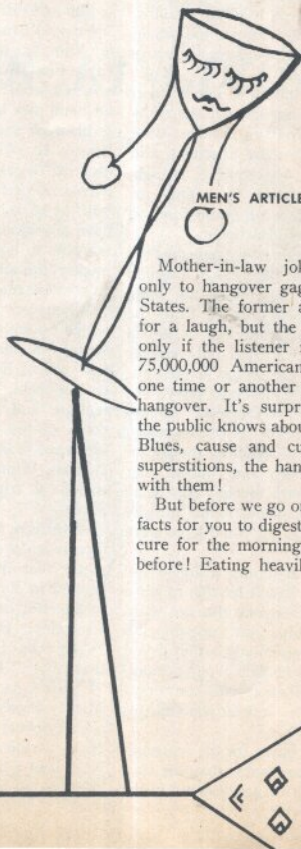 MEN'S ARTICLE
Mother-in-law jok
only to hangover gag
States. The former a
for a laugh, but the
only if the listener i
75,000,000 American
one time or another
hangover. It's surpr
the public knows abou
Blues, cause and cu
superstitions, the han
with them!
But before we go or
facts for you to digest
cure for the morning
before! Eating heavil